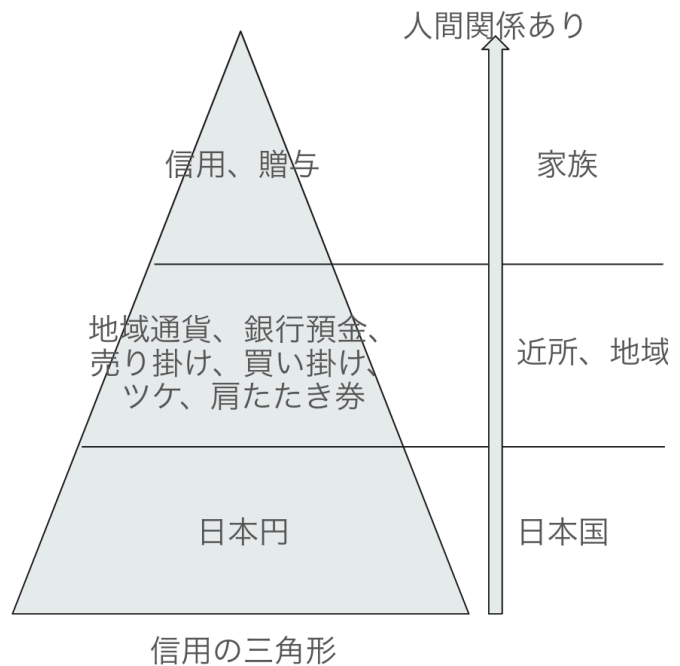 人間関係あり
信用、贈与
家族
地域通貨、銀行預金、
売り掛け、買い掛け、
ツケ、肩たたき券
近所、地域
日本円
日本国
信用の三角形